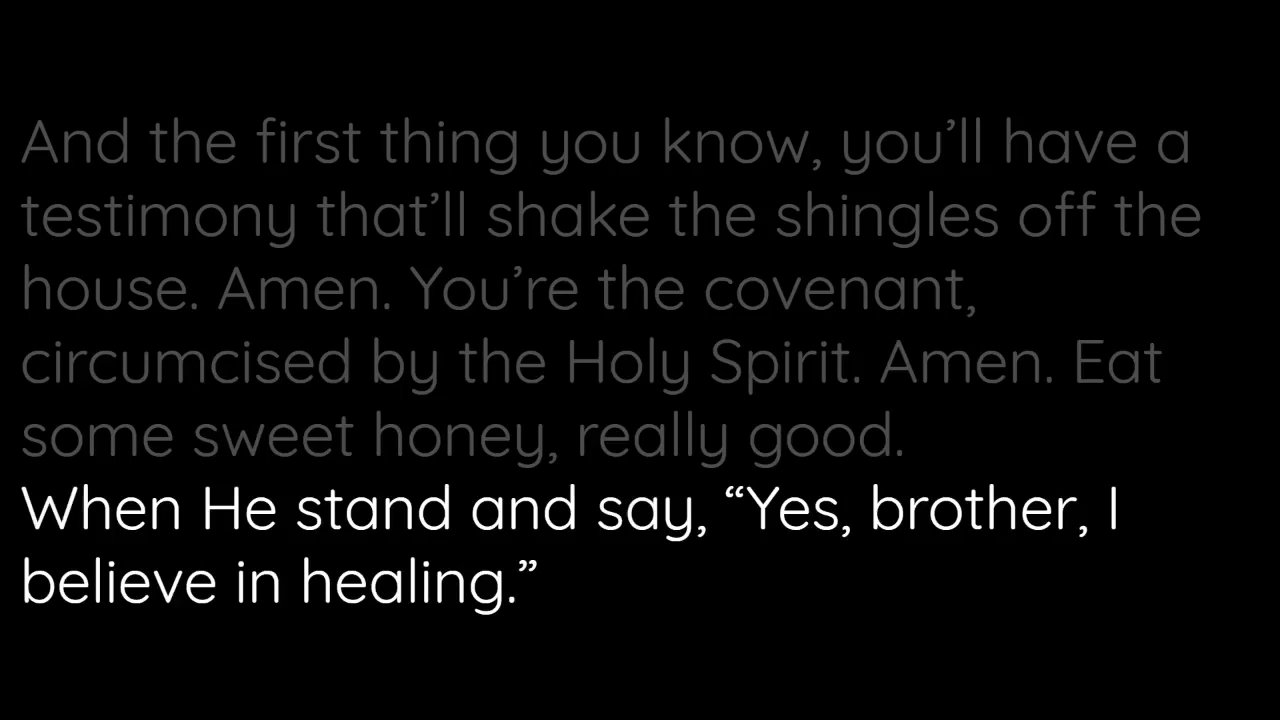 And the first thing you know, you’ll have a
testimony that’ll shake the shingles off the
house. Amen. You’re the covenant,
circumcised by the Holy Spirit. Amen. Eat
some sweet honey, really good.
When He stand and say, “Yes, brother, I
believe in healing.”